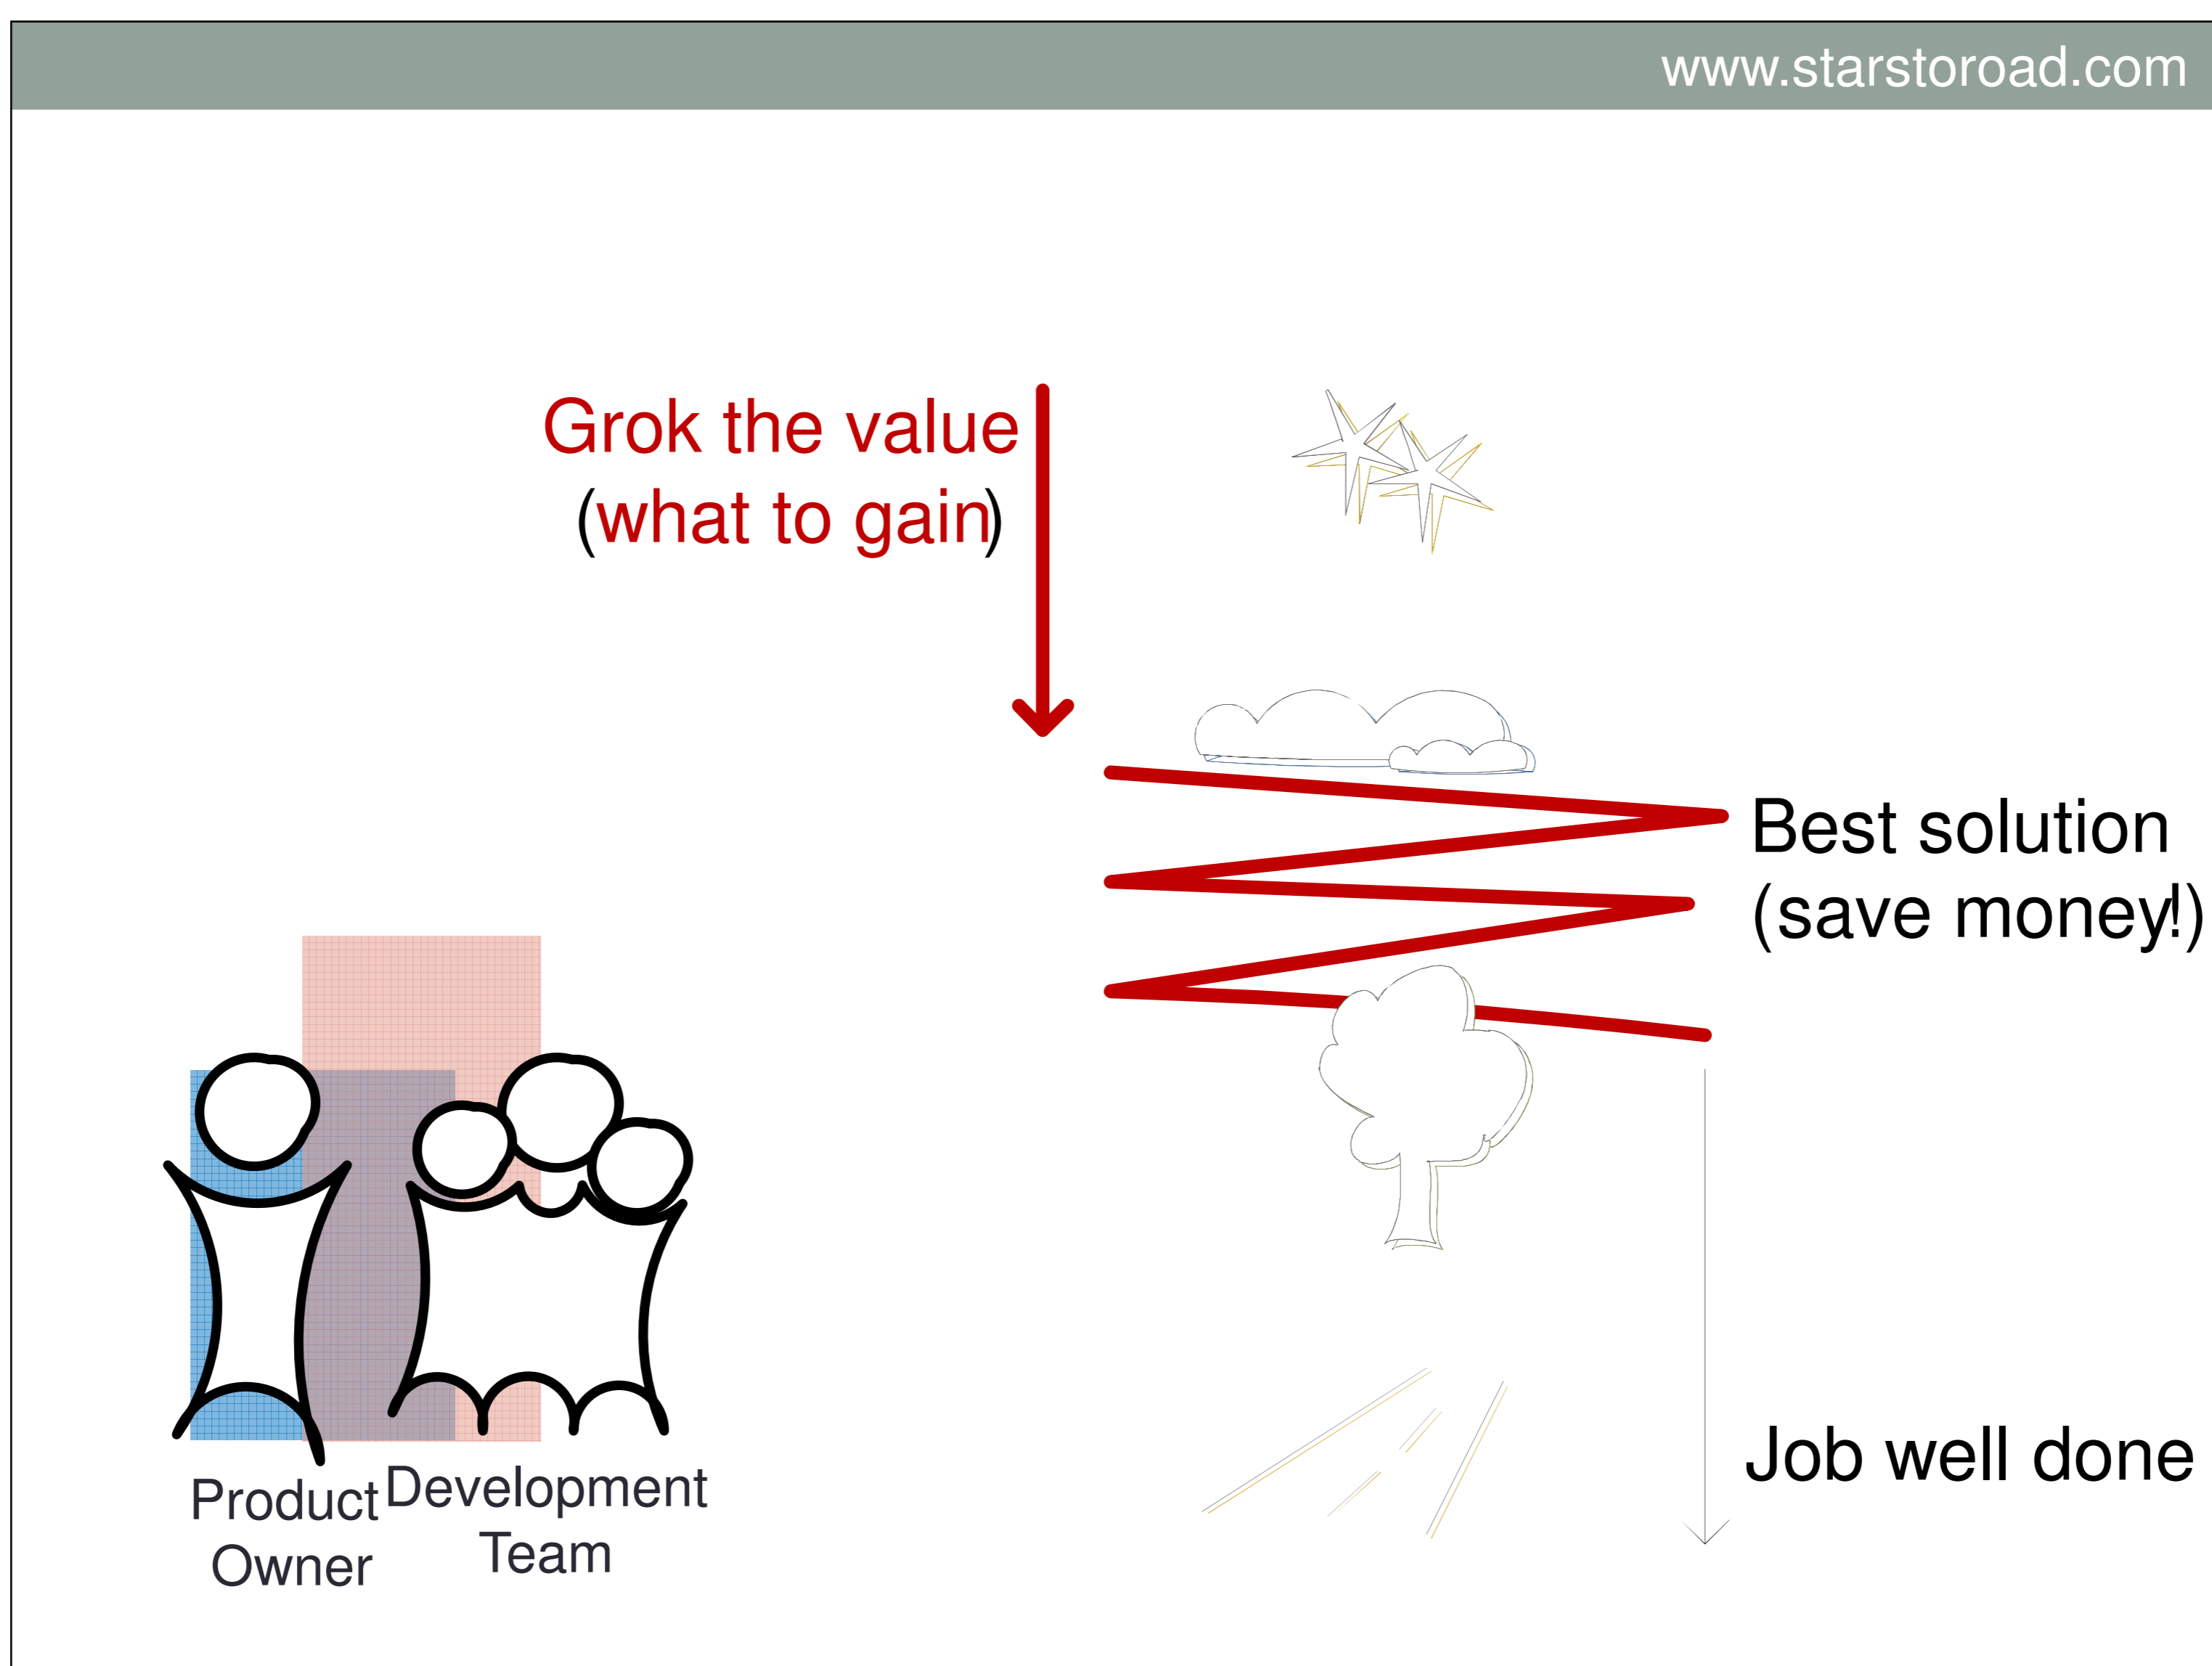 www.starstoroad.com
Grok the value
(what to gain)
Best solution
(save money!)
Product
Owner
Development
Team
Job well done